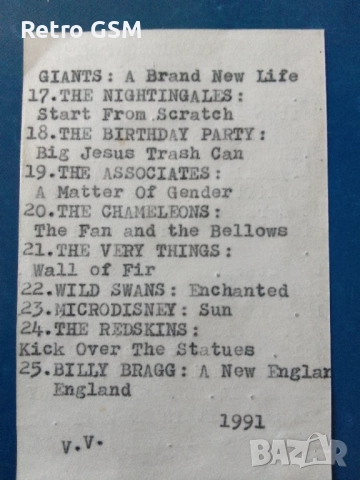 Retro GSM
GIANTS: A Brand New Life
17.THE NIGHTINGALES:
Start From Scratch
18.THE BIRTHDAY PARTY:
Big Jesus Trash Can
19.THE ASSOCIATES:
A Matter Of Gender
20.THE CHAMELEONS:
The Fan and the Bellows
21.THE VERY THINGS:
Wall of Fir
22.WILD SWANS: Enchanted
23.MICRODISNEY: Sun
24.THE REDSKINS:
Kick Over The Statues
25.BILLY BRAGG: A New Englan
England
1991
V.V.
bazar